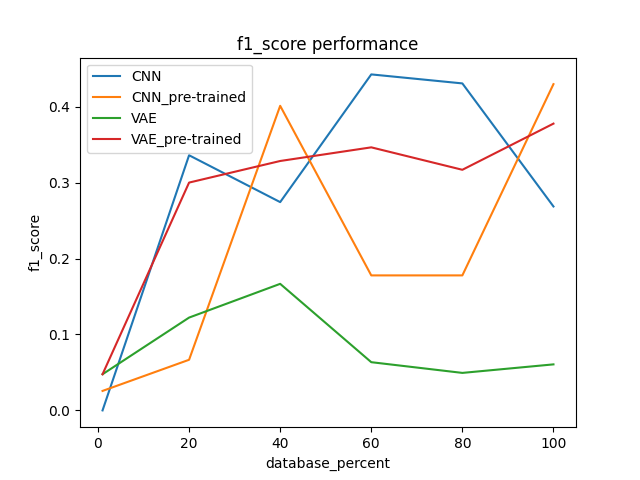 f1_score performance
CNN
CNN_pre-trained
VAE
VAE_pre-trained
f1_score
0.4
0.3
0.2
0.1
0.0
0 20 40 60 80 100
database_percent